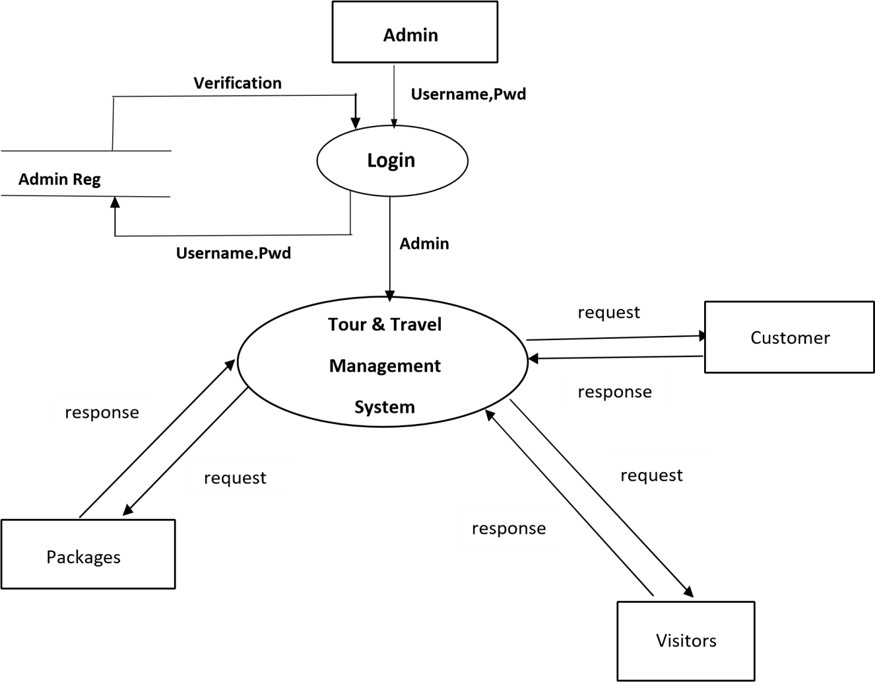 Admin
Verification
Username,Pwd
Login
Admin Reg
Username.Pwd
Admin
Tour & Travel
Management
System
request
Customer
response
response
request
request
response
Packages
Visitors